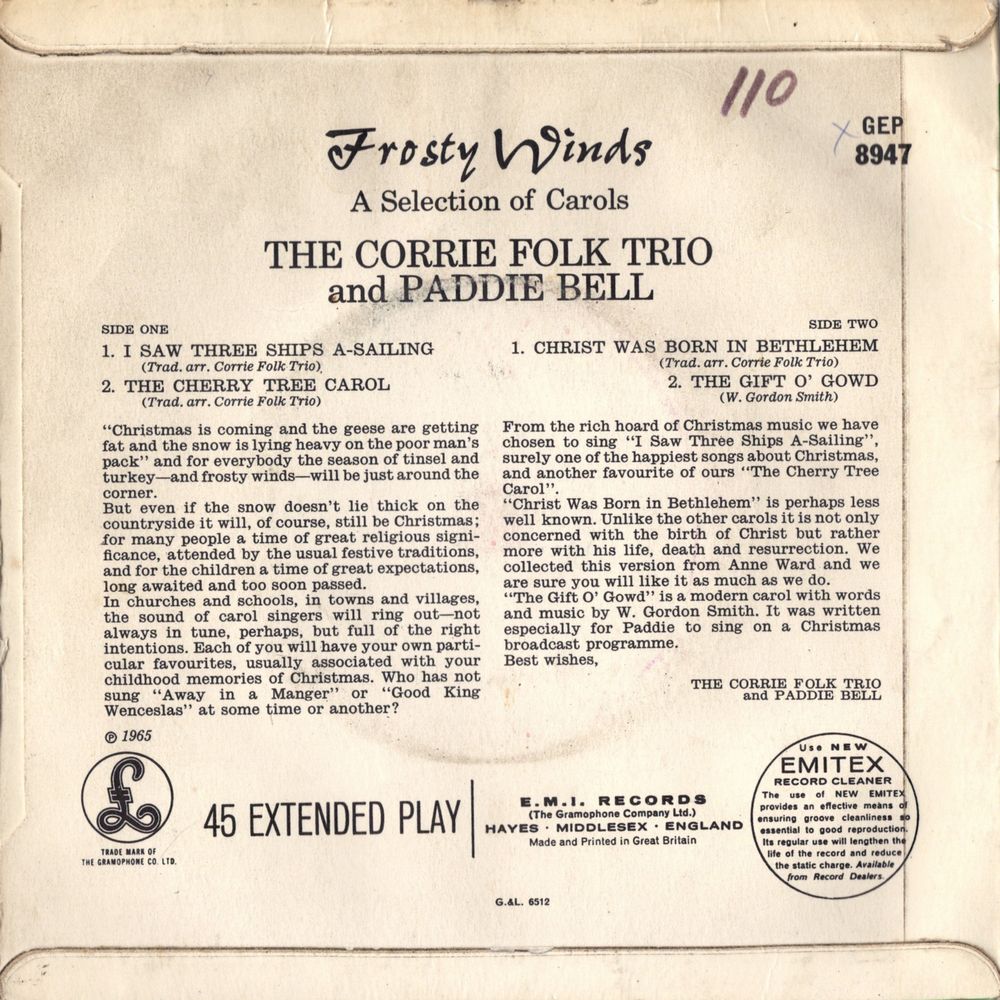 110
GEP
8947
Frosty Winds
A Selection of Carols
THE CORRIE FOLK TRIO
and PADDIE BELL
SIDE ONE
1. I SAW THREE SHIPS A-SAILING
(Trad. arr. Corrie Folk Trio)
2. THE CHERRY TREE CAROL
(Trad. arr. Corrie Folk Trio)
SIDE TWO
1. CHRIST WAS BORN IN BETHLEHEM
(Trad. arr. Corrie Folk Trio)
2. THE GIFT O' GOWD
(W. Gordon Smith)
"Christmas is coming and the geese are getting
fat and the snow is lying heavy on the poor man's
pack" and for everybody the season of tinsel and
turkey—and frosty winds—will be just around the
corner.
But even if the snow doesn't lie thick on the
countryside it will, of course, still be Christmas;
for many people a time of great religious signi-
ficance, attended by the usual festive traditions,
and for the children a time of great expectations,
long awaited and too soon passed.
In churches and schools, in towns and villages,
the sound of carol singers will ring out—not
always in tune, perhaps, but full of the right
intentions. Each of you will have your own parti-
cular favourites, usually associated with your
childhood memories of Christmas. Who has not
sung "Away in a Manger" or "Good King
Wenceslas" at some time or another?
From the rich hoard of Christmas music we have
chosen to sing "I Saw Three Ships A-Sailing",
surely one of the happiest songs about Christmas,
and another favourite of ours "The Cherry Tree
Carol".
"Christ Was Born in Bethlehem" is perhaps less
well known. Unlike the other carols it is not only
concerned with the birth of Christ but rather
more with his life, death and resurrection. We
collected this version from Anne Ward and we
are sure you will like it as much as we do.
"The Gift O' Gowd" is a modern carol with words
and music by W. Gordon Smith. It was written
especially for Paddie to sing on a Christmas
broadcast programme.
Best wishes,
THE CORRIE FOLK TRIO
and PADDIE BELL
℗ 1965
£
TRADE MARK OF
THE GRAMOPHONE CO. LTD.
45 EXTENDED PLAY
E.M.I. RECORDS
(The Gramophone Company Ltd.)
HAYES · MIDDLESEX · ENGLAND
Made and Printed in Great Britain
Use NEW
EMITEX
RECORD CLEANER
The use of NEW EMITEX
provides an effective means of
ensuring groove cleanliness so
essential to good reproduction.
Its regular use will lengthen the
life of the record and reduce
the static charge. Available
from Record Dealers.
G.&L. 6512